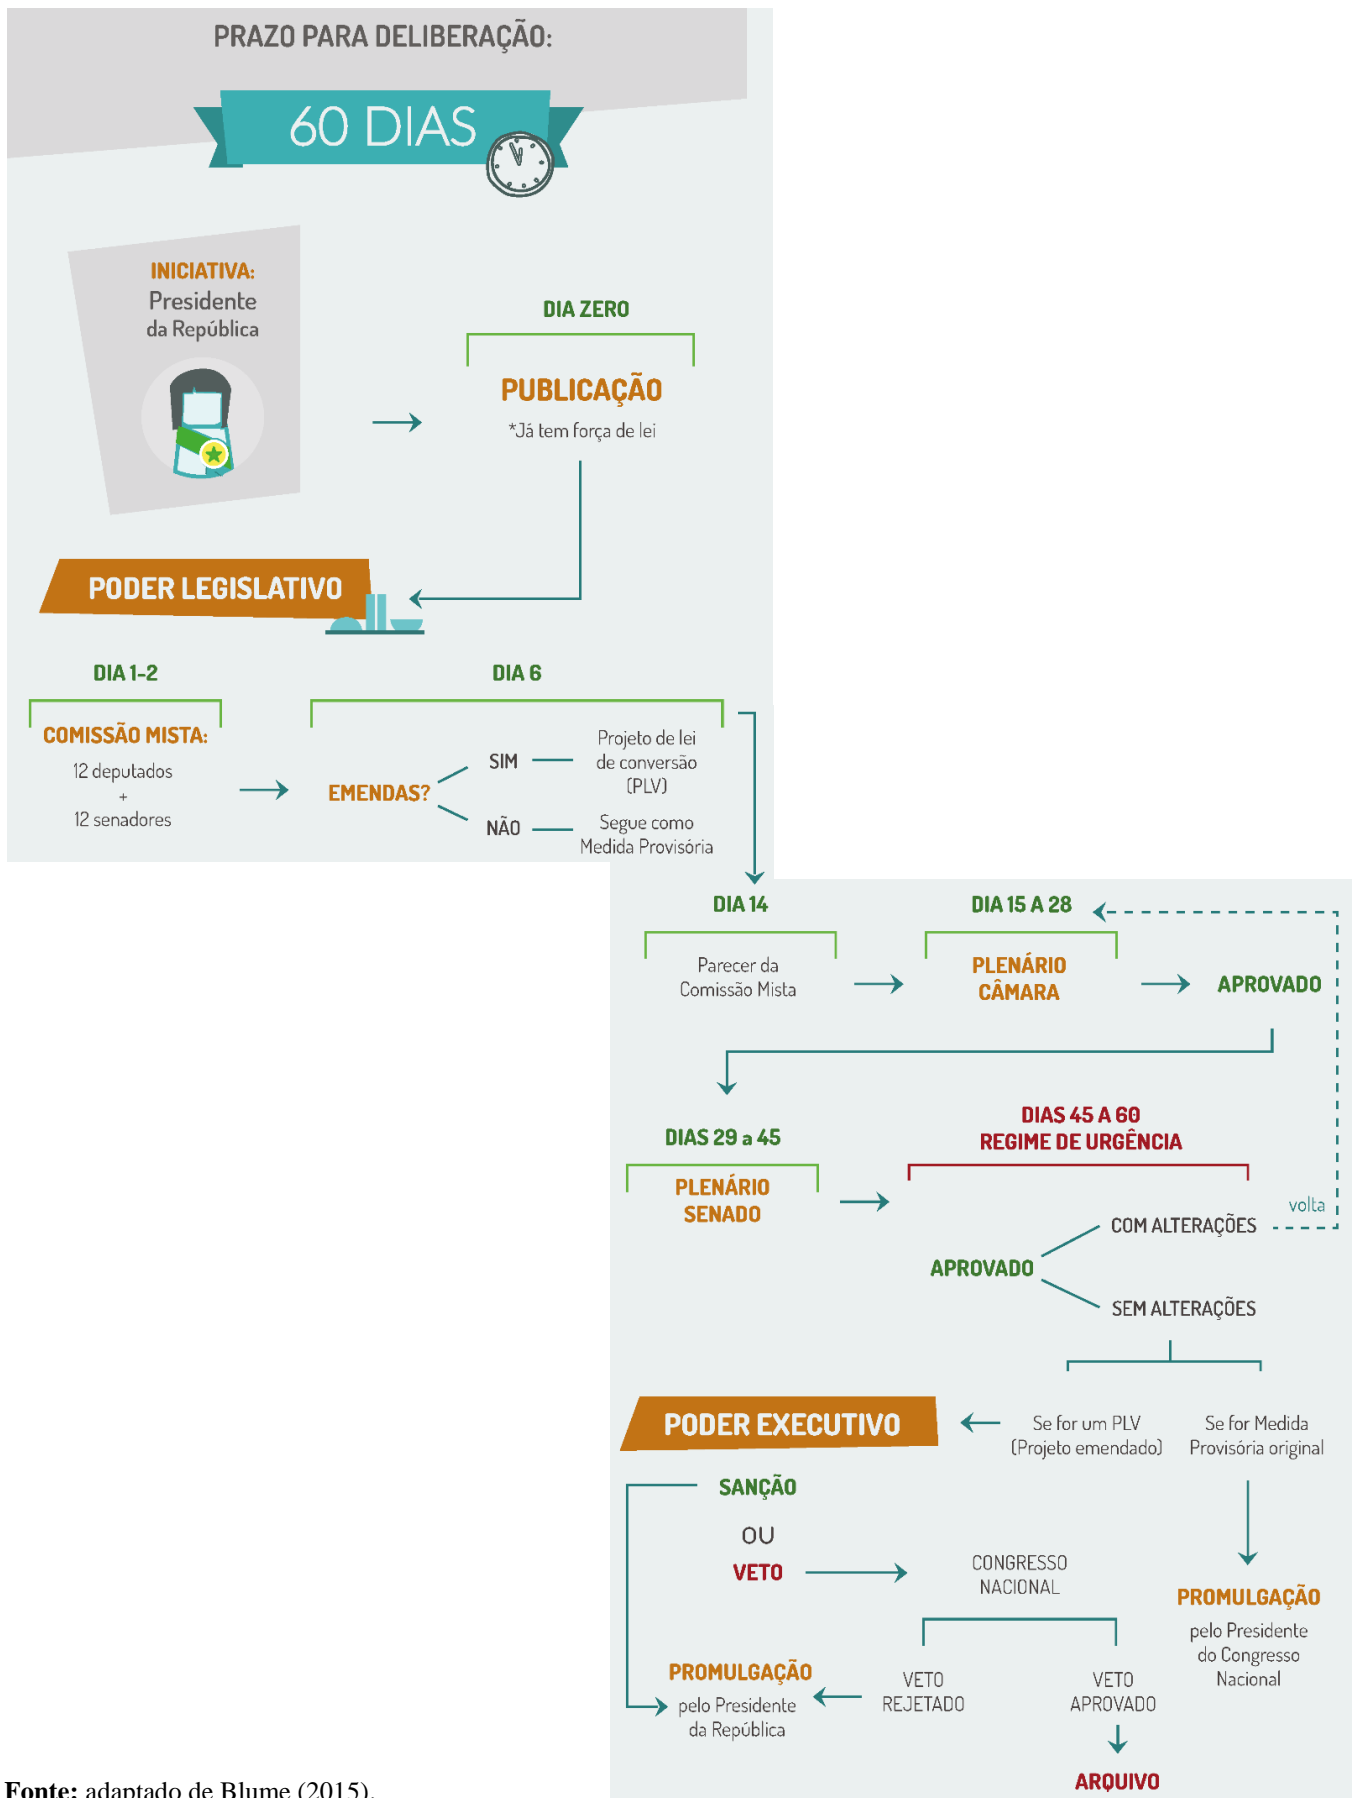 PRAZO PARA DELIBERAÇÃO:
60 DIAS
INICIATIVA:
Presidente
da República
DIA ZERO
PUBLICAÇÃO
*Já tem força de lei
PODER LEGISLATIVO
DIA 1-2
COMISSÃO MISTA:
12 deputados
+
12 senadores
DIA 6
EMENDAS?
SIM
Projeto de lei
de conversão
(PLV)
NÃO
Segue como
Medida Provisória
DIA 14
Parecer da
Comissão Mista
DIA 15 A 28
PLENÁRIO
CÂMARA
APROVADO
DIAS 29 a 45
PLENÁRIO
SENADO
DIAS 45 A 60
REGIME DE URGÊNCIA
APROVADO
COM ALTERAÇÕES
volta
SEM ALTERAÇÕES
Se for um PLV
(Projeto emendado)
Se for Medida
Provisória original
PODER EXECUTIVO
SANÇÃO
OU
VETO
CONGRESSO
NACIONAL
PROMULGAÇÃO
pelo Presidente
do Congresso
Nacional
PROMULGAÇÃO
pelo Presidente
da República
VETO
REJETADO
VETO
APROVADO
ARQUIVO
Fonte: adaptado de Blume (2015).